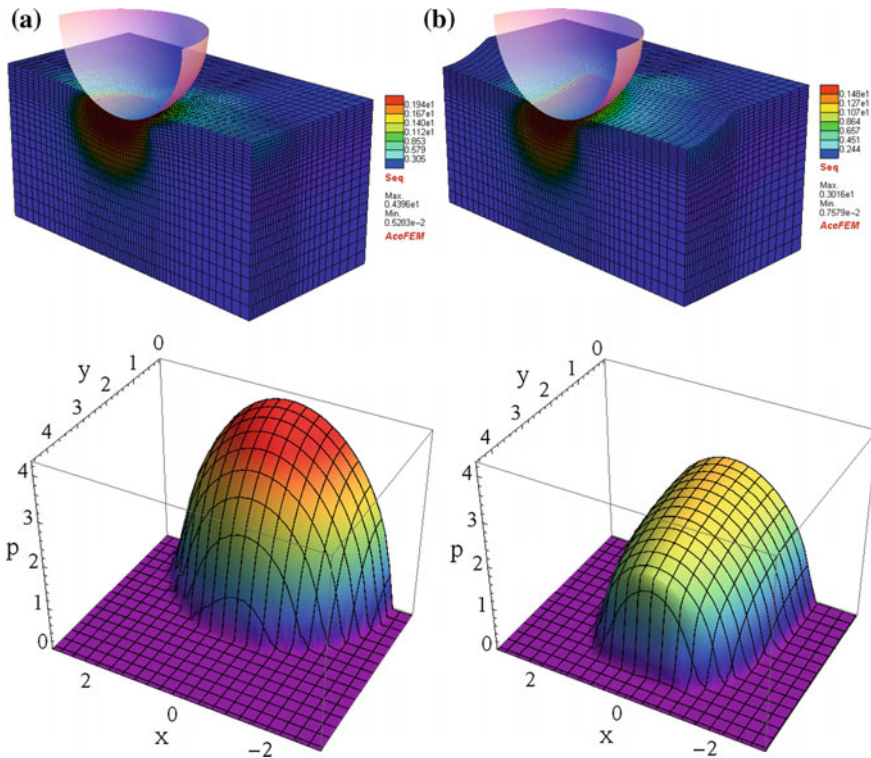 (a)
0.194e1
0.167e1
0.140e1
0.112e1
0.853
0.579
0.305
Seq
Max.
0.4396e1
Min.
0.5283e-2
AceFEM
(b)
0.148e1
0.127e1
0.107e1
0.864
0.657
0.451
0.244
Seq
Max.
0.3016e1
Min.
0.7579e-2
AceFEM
0
1
2
3
4
y
4
3
2
1
0
p
2
0
-2
x
0
1
2
3
4
y
4
3
2
1
0
p
2
0
-2
x